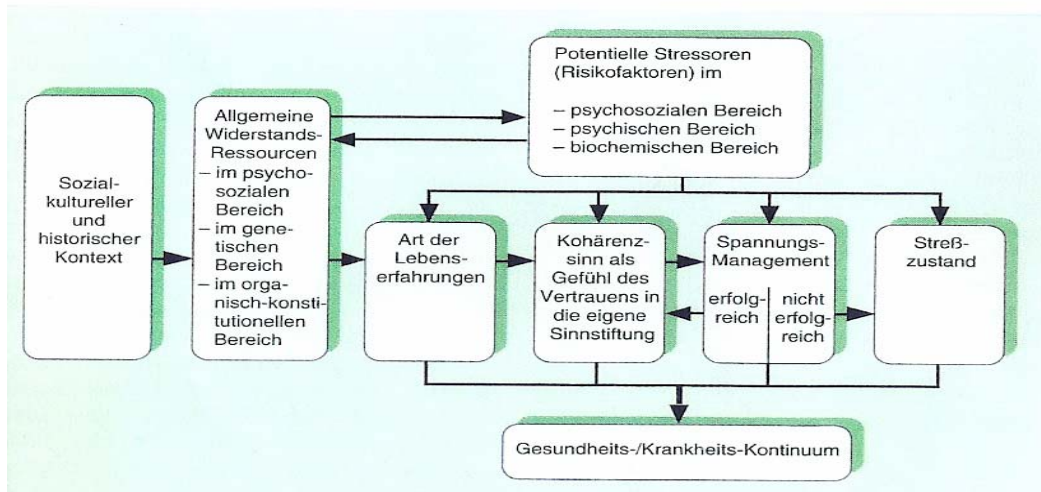 Sozial-
kultureller
und
historischer
Kontext
Allgemeine
Widerstands-
Ressourcen
– im psycho-
sozialen
Bereich
– im gene-
tischen
Bereich
– im orga-
nisch-konsti-
tutionellen
Bereich
Potentielle Stressoren
(Risikofaktoren) im
– psychosozialen Bereich
– psychischen Bereich
– biochemischen Bereich
Art der
Lebens-
erfahrungen
Kohärenz-
sinn als
Gefühl des
Vertrauens in
die eigene
Sinnstiftung
Spannungs-
Management
erfolg-
reich
nicht
erfolg-
reich
Streß-
zustand
Gesundheits-/Krankheits-Kontinuum